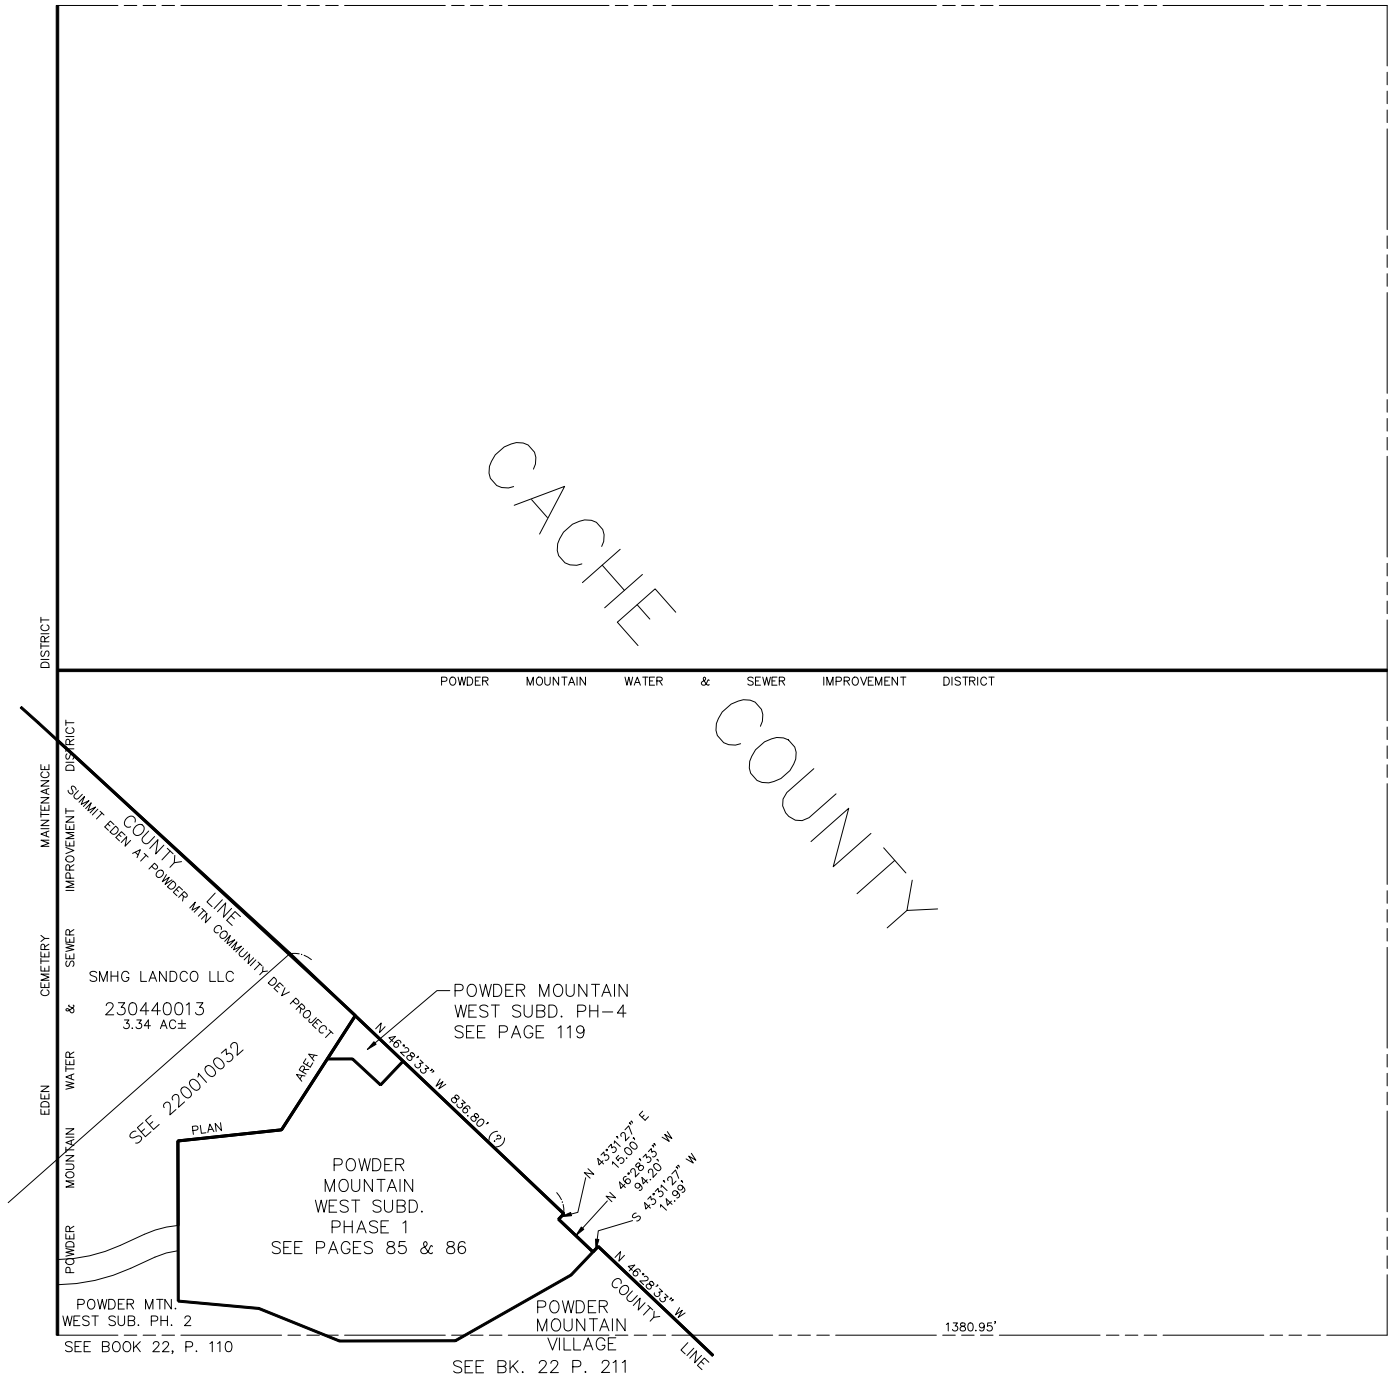 CACHE
COUNTY
POWDER MOUNTAIN WATER & SEWER IMPROVEMENT DISTRICT
EDEN CEMETERY MAINTENANCE DISTRICT
POWDER MOUNTAIN WATER & SEWER IMPROVEMENT DISTRICT
COUNTY LINE
SUMMIT EDEN AT POWDER MTN COMMUNITY DEV PROJECT
AREA
PLAN
SMHG LANDCO LLC
230440013
3.34 AC±
SEE 220010032
POWDER MOUNTAIN
WEST SUBD. PH-4
SEE PAGE 119
N 46°28'33" W 836.80' (?)
N 43°31'27" E
15.00'
N 46°28'33" W
94.20'
S 43°31'27" W
14.99'
POWDER
MOUNTAIN
WEST SUBD.
PHASE 1
SEE PAGES 85 & 86
N 46°28'33" W
COUNTY LINE
POWDER MTN.
WEST SUB. PH. 2
SEE BOOK 22, P. 110
POWDER
MOUNTAIN
VILLAGE
SEE BK. 22 P. 211
1380.95'